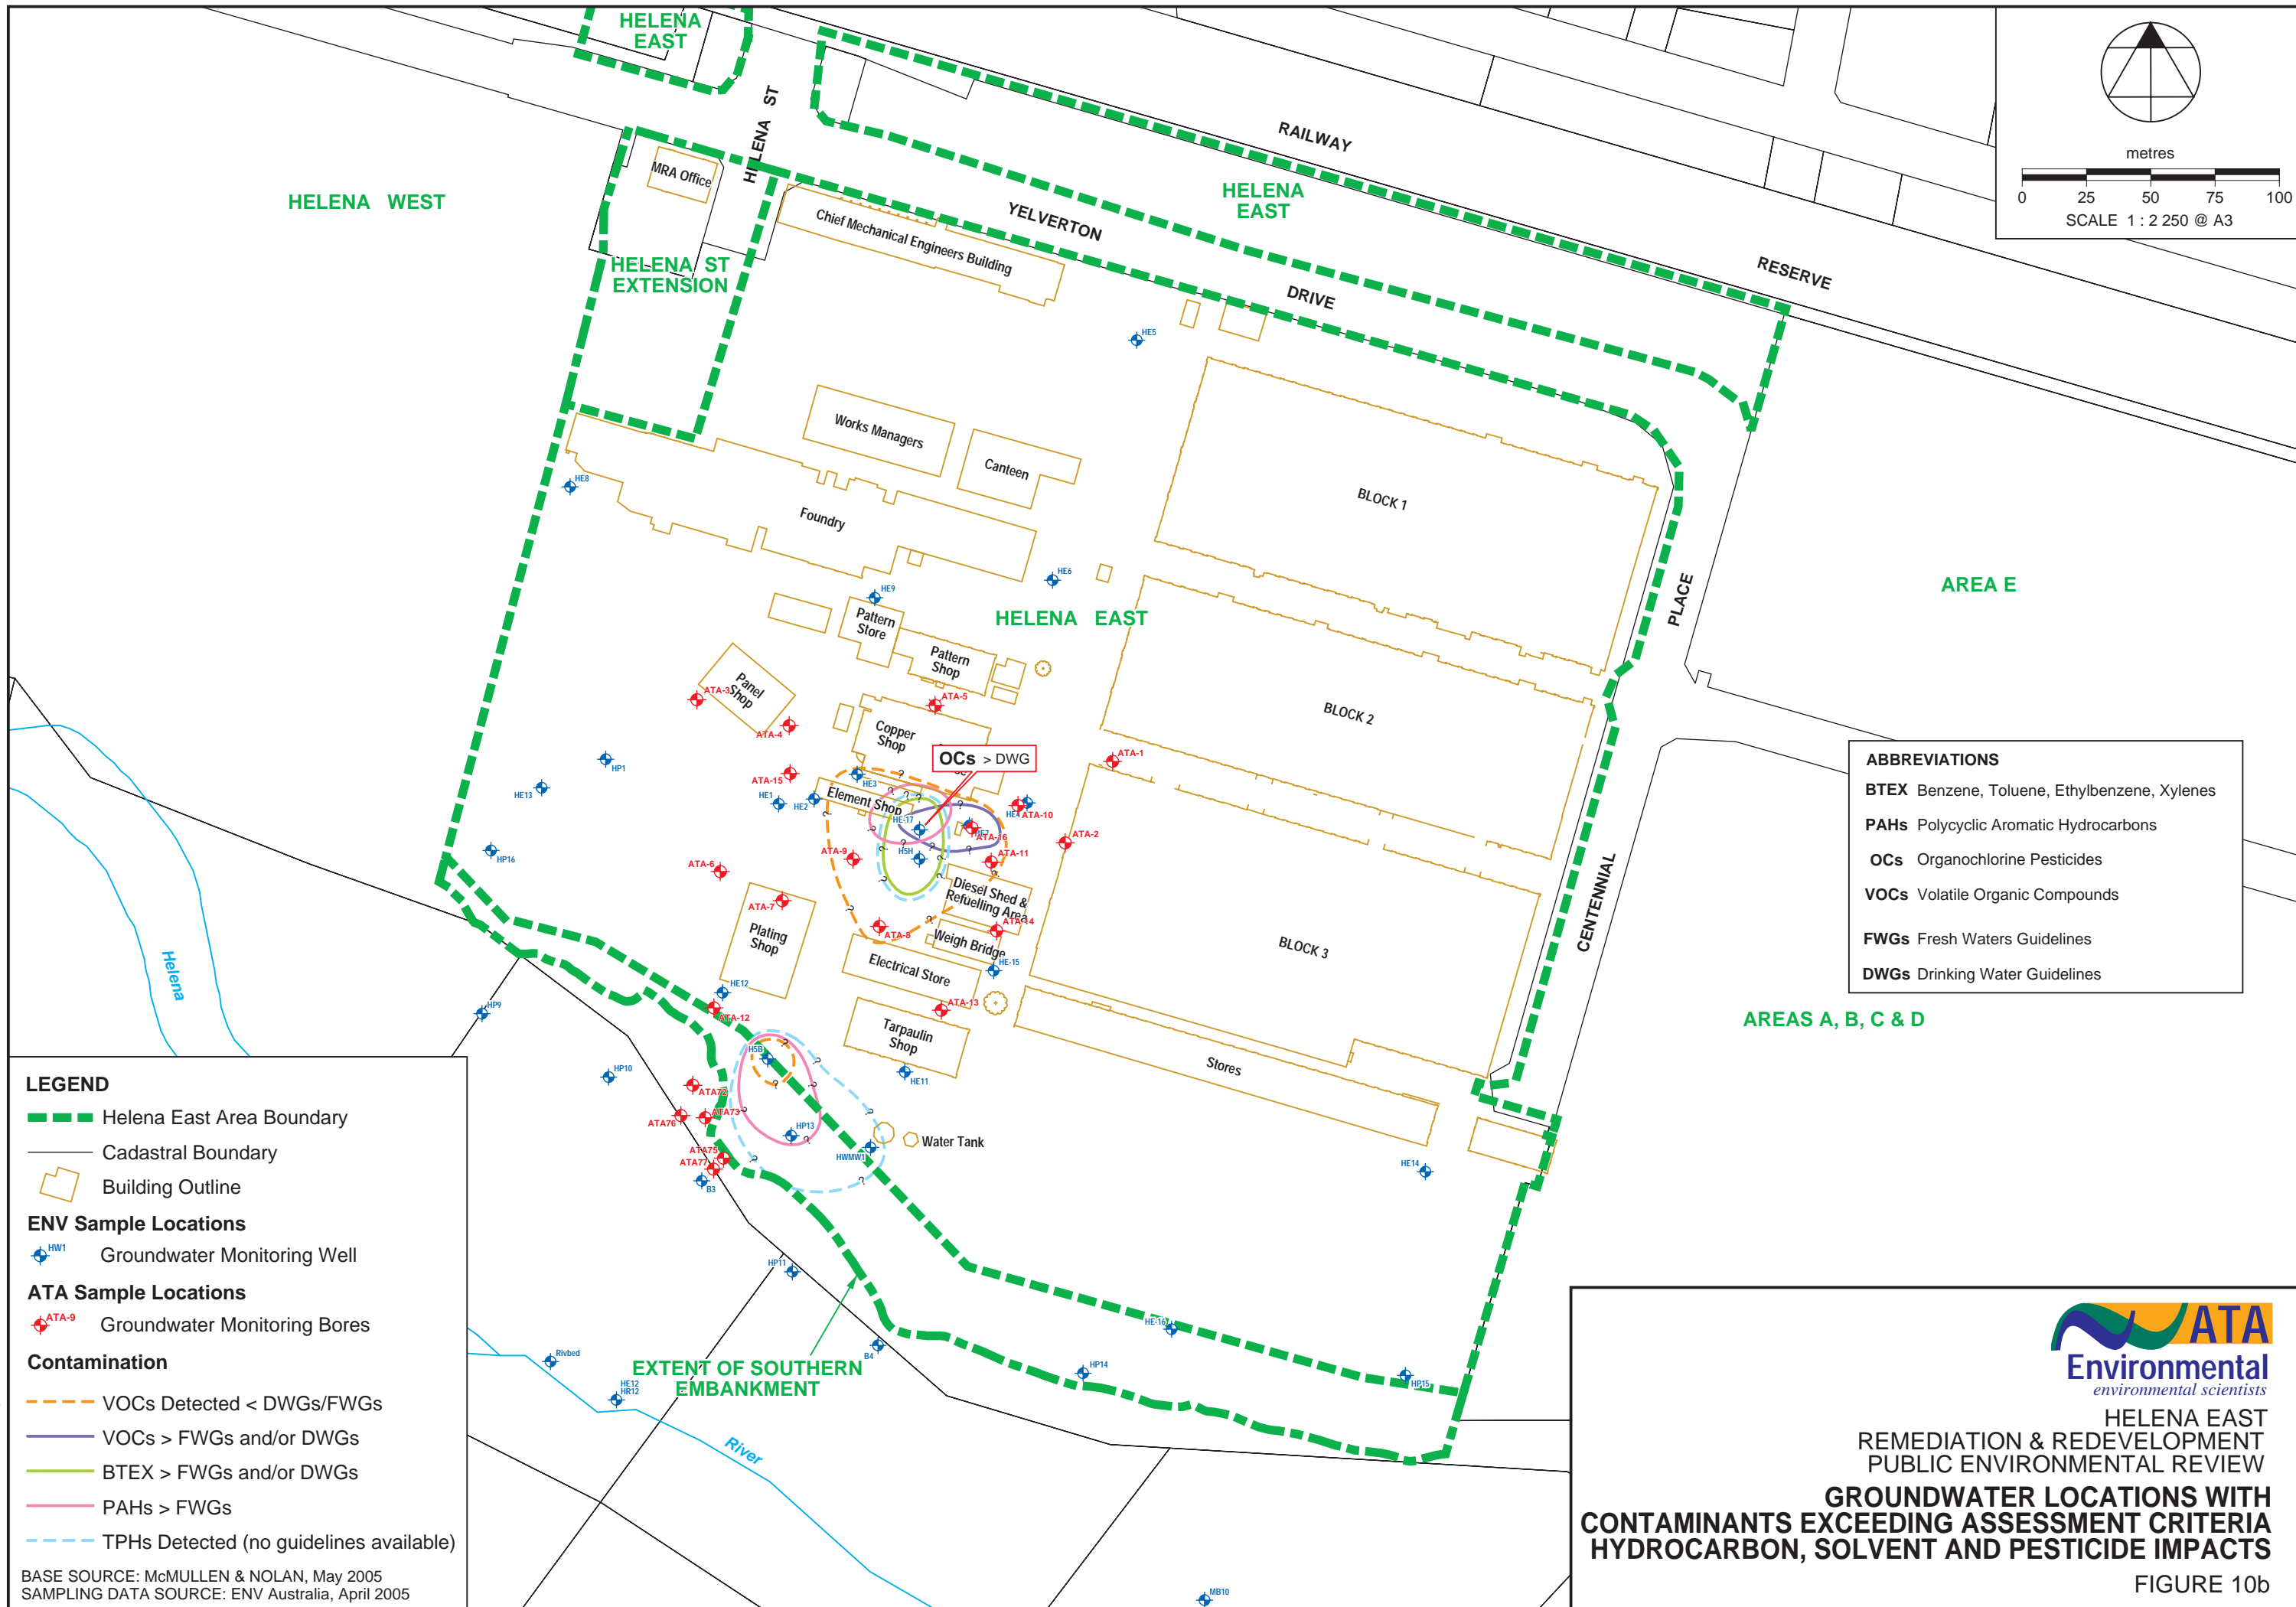 HELENA
EAST
HELENA ST
RAILWAY
RESERVE
metres
0 25 50 75 100
SCALE 1 : 2 250 @ A3
HELENA WEST
MRA Office
HELENA
EAST
YELVERTON
DRIVE
Chief Mechanical Engineers Building
HELENA ST
EXTENSION
HE5
Works Managers
Canteen
BLOCK 1
HE8
Foundry
HE6
HE9
Pattern
Store
HELENA EAST
PLACE
AREA E
Pattern
Shop
Panel
Shop
ATA-3
ATA-5
ATA-4
Copper
Shop
BLOCK 2
OCs > DWG
ATA-1
HP1
ATA-15
HE3
HE13
HE1
HE2
Element Shop
HE-17
ATA-10
ATA-16
ATA-2
HP16
H5H
ATA-9
ATA-11
ATA-6
Diesel Shed &
Refuelling Area
ATA-7
ATA-14
ATA-8
Weigh Bridge
Plating
Shop
BLOCK 3
CENTENNIAL
Electrical Store
HE-15
HE12
ATA-12
ATA-13
HP9
Helena
Tarpaulin
Shop
H5B
HE11
Stores
HP10
ATA72
ATA73
ATA76
HP13
Water Tank
ATA75
HWMW1
ATA77
B3
HE14
AREAS A, B, C & D
HP11
HE-16
B4
HP14
HP15
Rivbed
HE12
HR12
EXTENT OF SOUTHERN
EMBANKMENT
River
MB10
ABBREVIATIONS
BTEX Benzene, Toluene, Ethylbenzene, Xylenes
PAHs Polycyclic Aromatic Hydrocarbons
OCs Organochlorine Pesticides
VOCs Volatile Organic Compounds
FWGs Fresh Waters Guidelines
DWGs Drinking Water Guidelines
LEGEND
Helena East Area Boundary
Cadastral Boundary
Building Outline
ENV Sample Locations
HW1 Groundwater Monitoring Well
ATA Sample Locations
ATA-9 Groundwater Monitoring Bores
Contamination
VOCs Detected < DWGs/FWGs
VOCs > FWGs and/or DWGs
BTEX > FWGs and/or DWGs
PAHs > FWGs
TPHs Detected (no guidelines available)
BASE SOURCE: McMULLEN & NOLAN, May 2005
SAMPLING DATA SOURCE: ENV Australia, April 2005
ATA
Environmental
environmental scientists
HELENA EAST
REMEDIATION & REDEVELOPMENT
PUBLIC ENVIRONMENTAL REVIEW
GROUNDWATER LOCATIONS WITH
CONTAMINANTS EXCEEDING ASSESSMENT CRITERIA
HYDROCARBON, SOLVENT AND PESTICIDE IMPACTS
FIGURE 10b